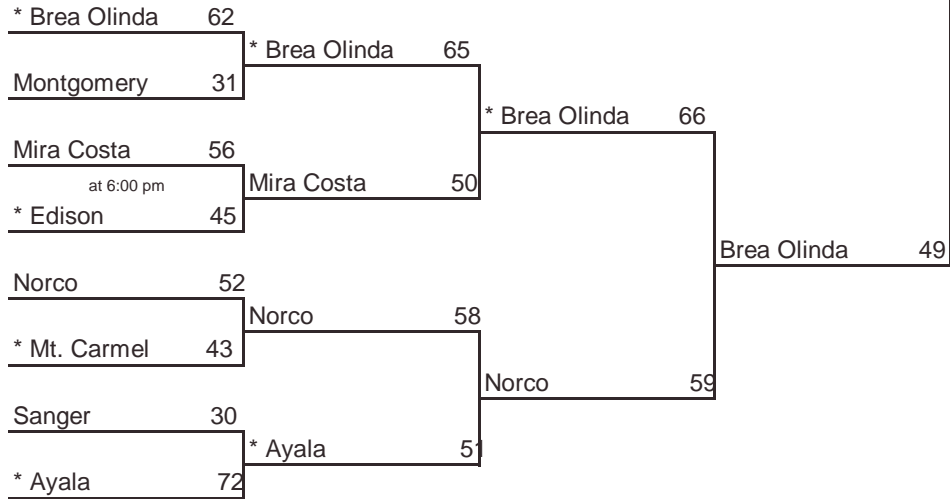 * Brea Olinda 62
* Brea Olinda 65
Montgomery 31
* Brea Olinda 66
Mira Costa 56
at 6:00 pm
Mira Costa 50
* Edison 45
Brea Olinda 49
Norco 52
Norco 58
* Mt. Carmel 43
Norco 59
Sanger 30
* Ayala 51
* Ayala 72